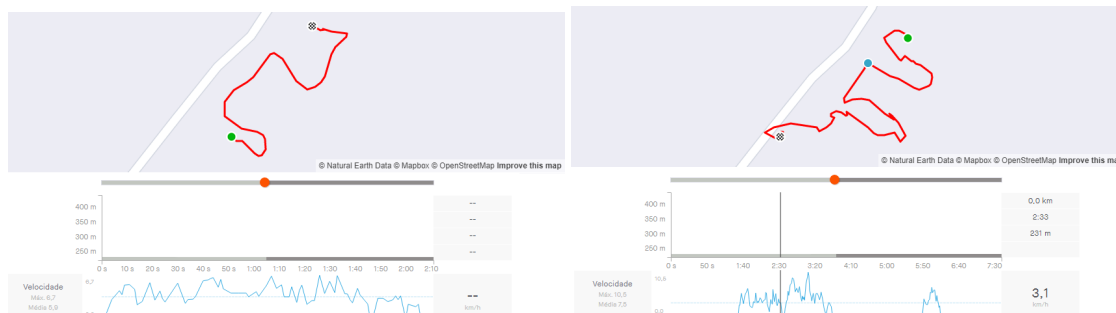 © Natural Earth Data © Mapbox © OpenStreetMap Improve this map
400 m
350 m
300 m
250 m
0 s 10 s 20 s 30 s 40 s 50 s 1:00 1:10 1:20 1:30 1:40 1:50 2:00 2:10
--
--
--
--
Velocidade
Máx. 6,7
Média 5,8
--
km/h
© Natural Earth Data © Mapbox © OpenStreetMap Improve this ma
400 m
350 m
300 m
250 m
0 s 50 s 1:40 2:30 3:20 4:10 5:00 5:50 6:40 7:30
0,0 km
2:33
231 m
Velocidade
Máx. 10,5
Média 7,5
0,0
3,1
km/h